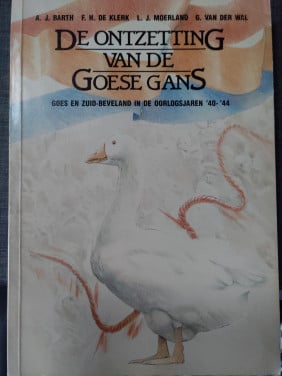 A. J. BARTH F. H. DE KLERK L. J. MOERLAND G. VAN DER WAL
DE ONTZETTING
VAN DE
GOESE GANS
GOES EN ZUID-BEVELAND IN DE OORLOGSJAREN '40-'44